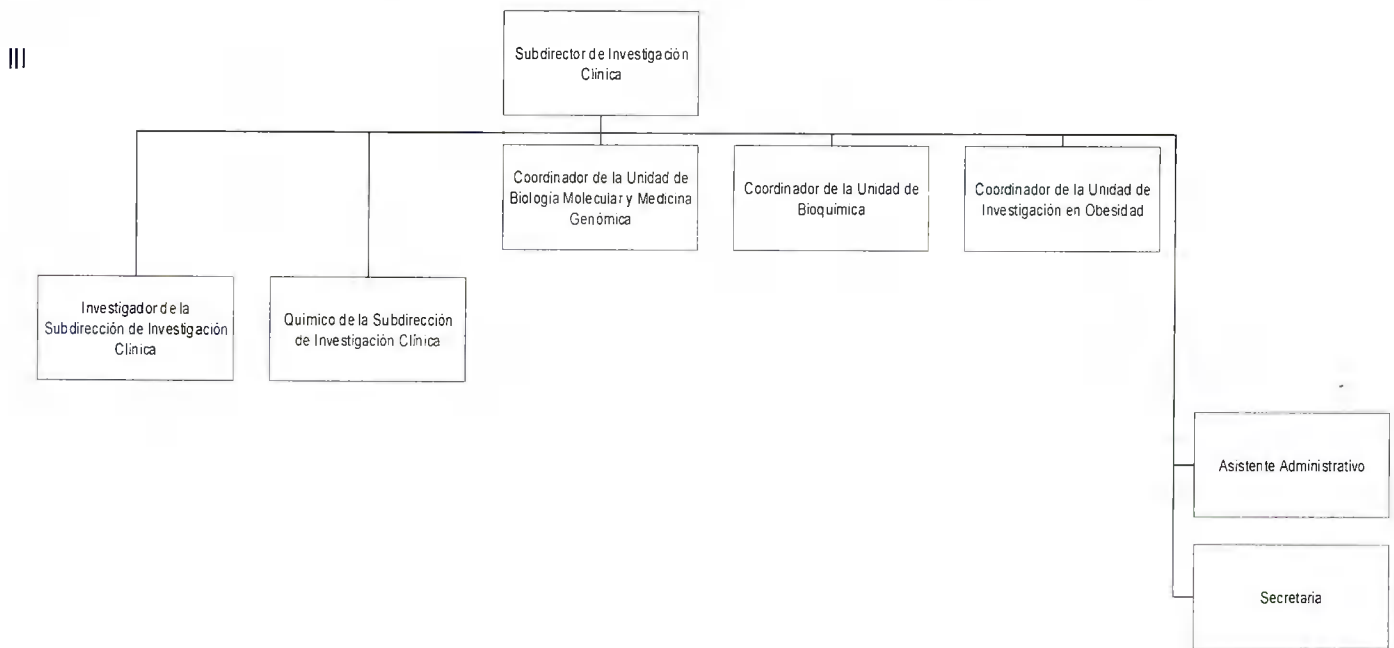 III
Subdirector de Investigación
Clínica
Coordinador de la Unidad de
Biología Molecular y Medicina
Genómica
Coordinador de la Unidad de
Bioquímica
Coordinador de la Unidad de
Investigación en Obesidad
Investigador de la
Subdirección de Investigación
Clínica
Químico de la Subdirección
de Investigación Clínica
Asistente Administrativo
Secretaria